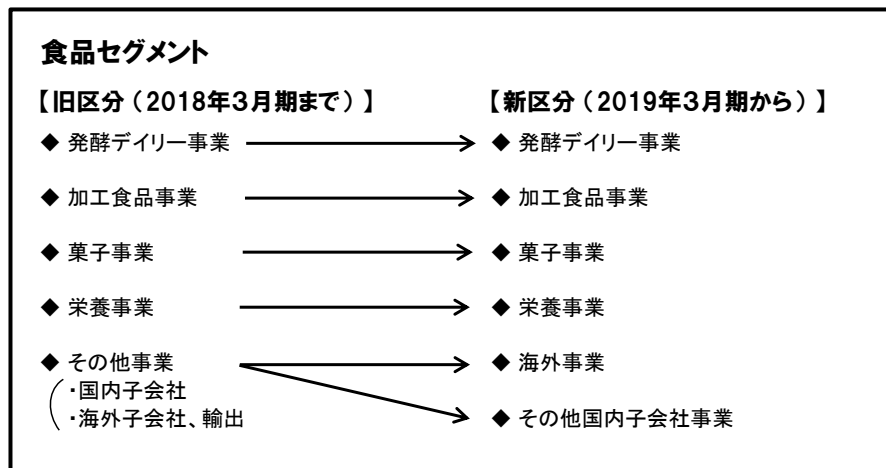 食品セグメント
【旧区分（2018年３月期まで）】 【新区分（2019年３月期から）】
◆ 発酵デイリー事業 ◆ 発酵デイリー事業
◆ 加工食品事業 ◆ 加工食品事業
◆ 菓子事業 ◆ 菓子事業
◆ 栄養事業 ◆ 栄養事業
◆ その他事業 ◆ 海外事業
・国内子会社
・海外子会社、輸出 ◆ その他国内子会社事業